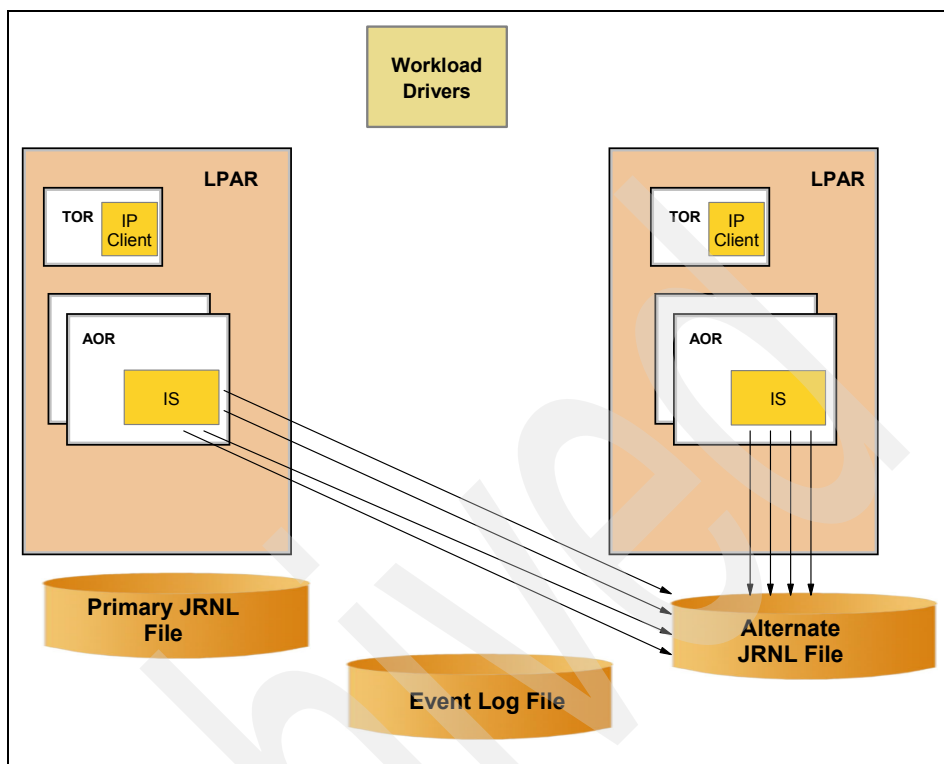 Workload
Drivers
LPAR
TOR
IP
Client
AOR
IS
LPAR
TOR
IP
Client
AOR
IS
Primary JRNL
File
Alternate
JRNL File
Event Log File
hived